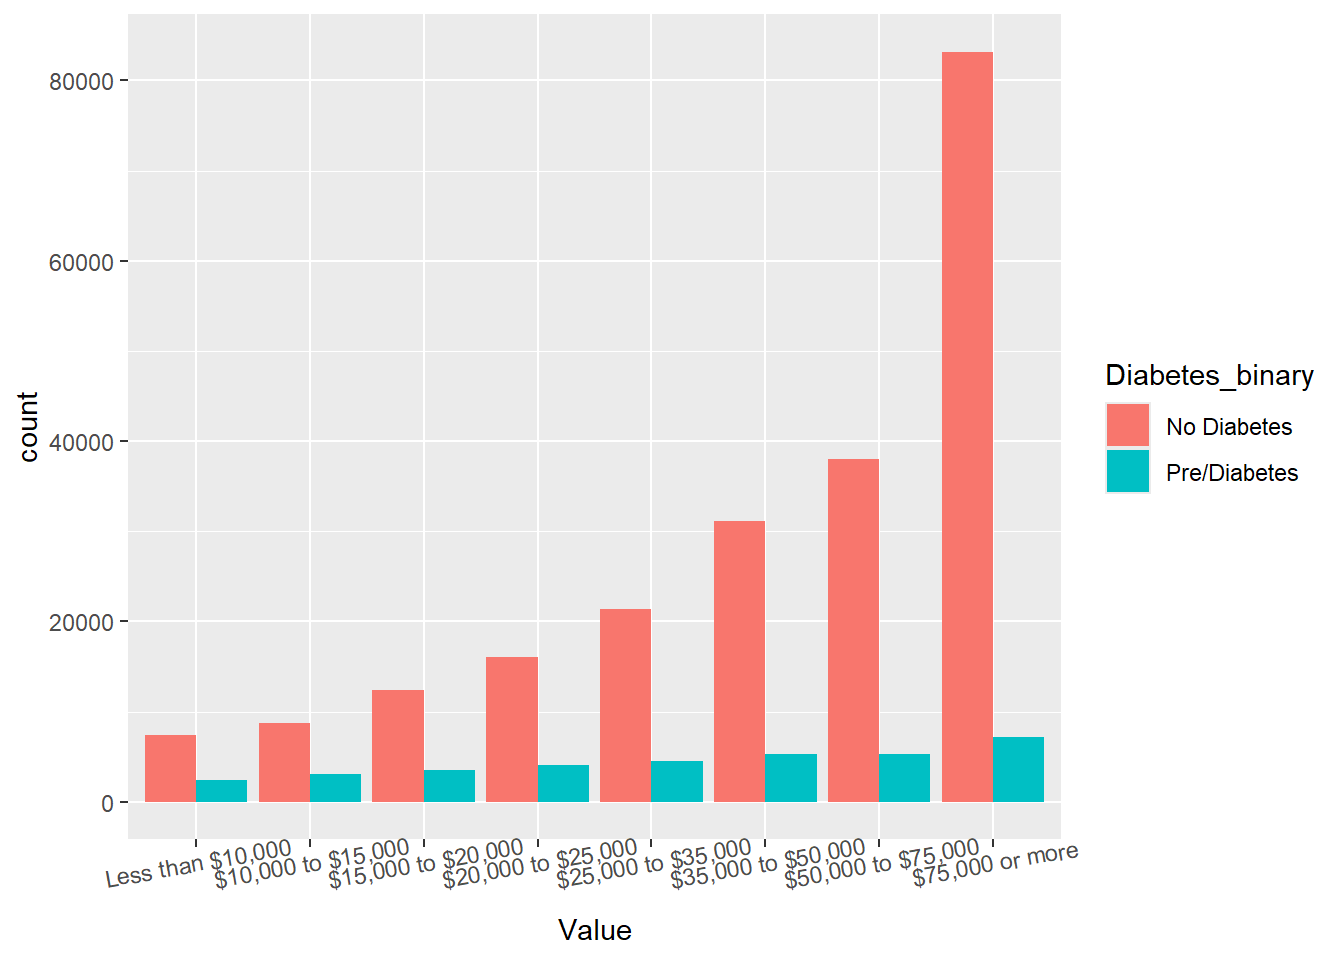 80000
60000
40000
20000
0
count
Less than $10,000
$10,000 to $15,000
$15,000 to $20,000
$20,000 to $25,000
$25,000 to $35,000
$35,000 to $50,000
$50,000 to $75,000
$75,000 or more
Value
Diabetes_binary
No Diabetes
Pre/Diabetes